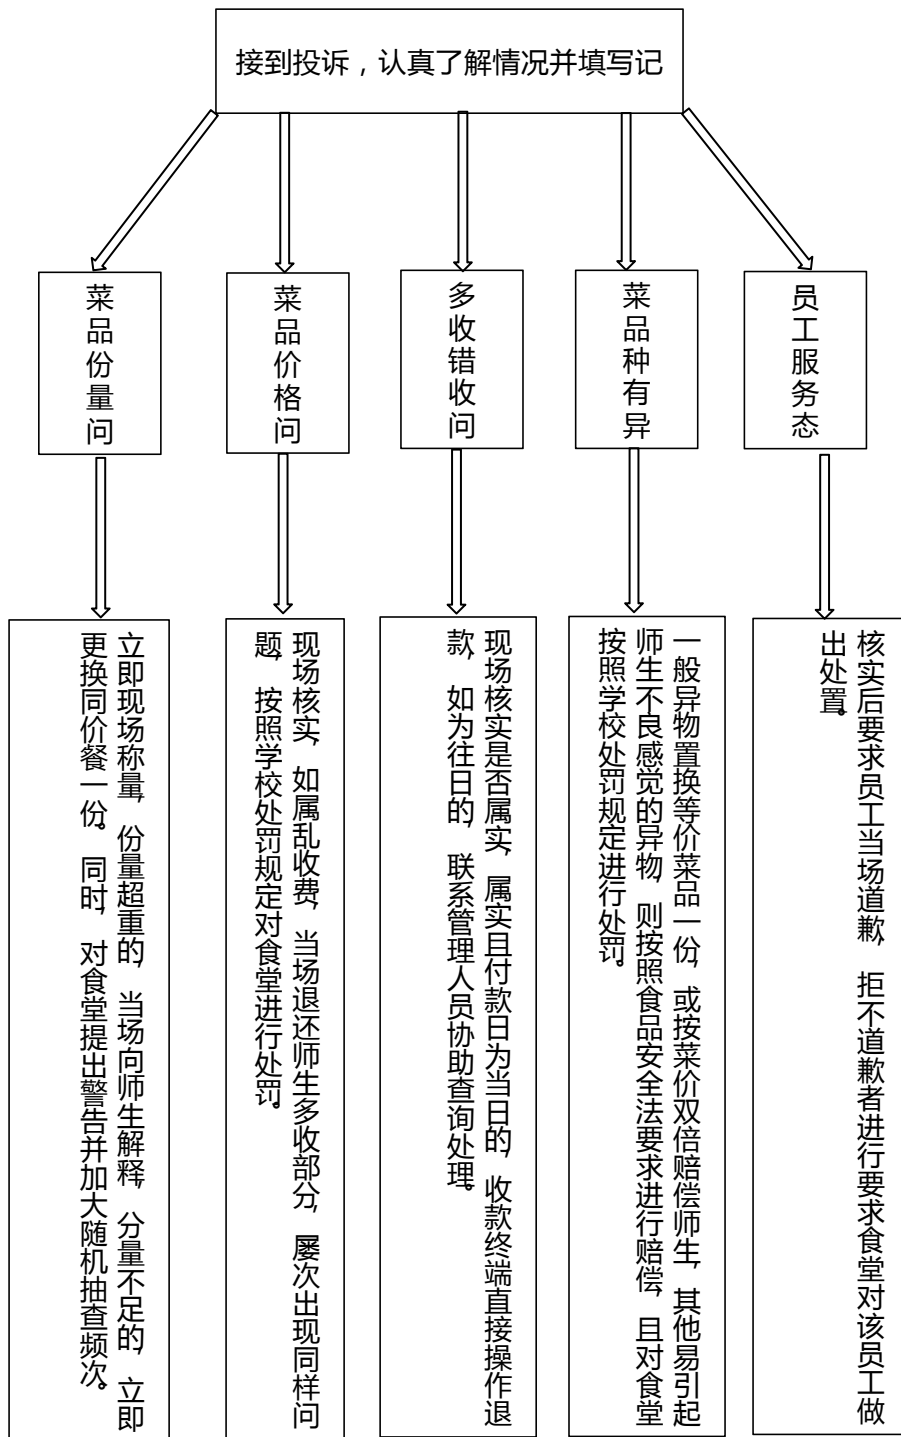 接到投诉，认真了解情况并填写记
菜品份量问
菜品价格问
多收错收问
菜品种有异
员工服务态
立即现场称量，份量超重的，当场向师生解释，分量不足的，立即
更换同价餐一份。同时，对食堂提出警告并加大随机抽查频次。
现场核实，如属乱收费，当场退还师生多收部分，屡次出现同样问
题，按照学校处罚规定对食堂进行处罚。
现场核实是否属实，属实且付款日为当日的，收款终端直接操作退
款，如为往日的，联系管理人员协助查询处理。
一般异物置换等价菜品一份，或按菜价双倍赔偿师生，其他易引起
师生不良感觉的异物，则按照食品安全法要求进行赔偿，且对食堂
按照学校处罚规定进行处罚。
核实后要求员工当场道歉，拒不道歉者进行要求食堂对该员工做
出处置。